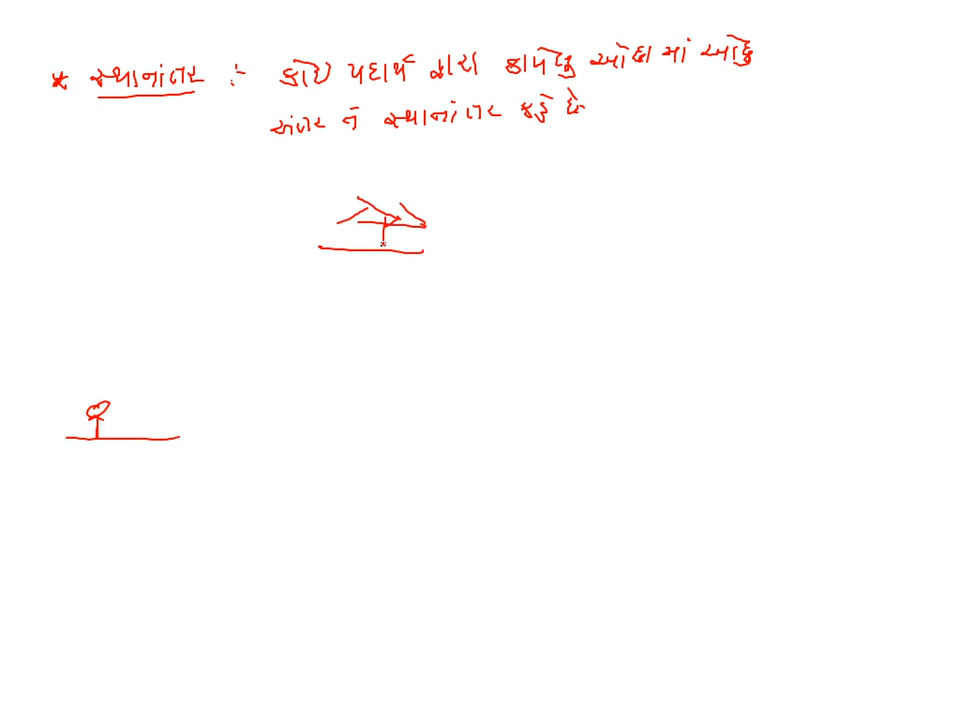 * સ્થાનાંતર :- કોઇ પદાર્થ દ્વારા કાપેલુ ઓછામાં ઓછુ
અંતર ને સ્થાનાંતર કહે છે